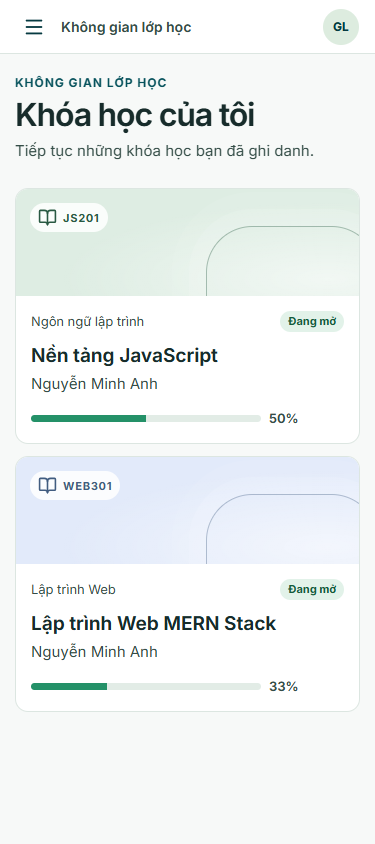 Không gian lớp học
GL
KHÔNG GIAN LỚP HỌC
Khóa học của tôi
Tiếp tục những khóa học bạn đã ghi danh.
JS201
Ngôn ngữ lập trình
Đang mở
Nền tảng JavaScript
Nguyễn Minh Anh
50%
WEB301
Lập trình Web
Đang mở
Lập trình Web MERN Stack
Nguyễn Minh Anh
33%